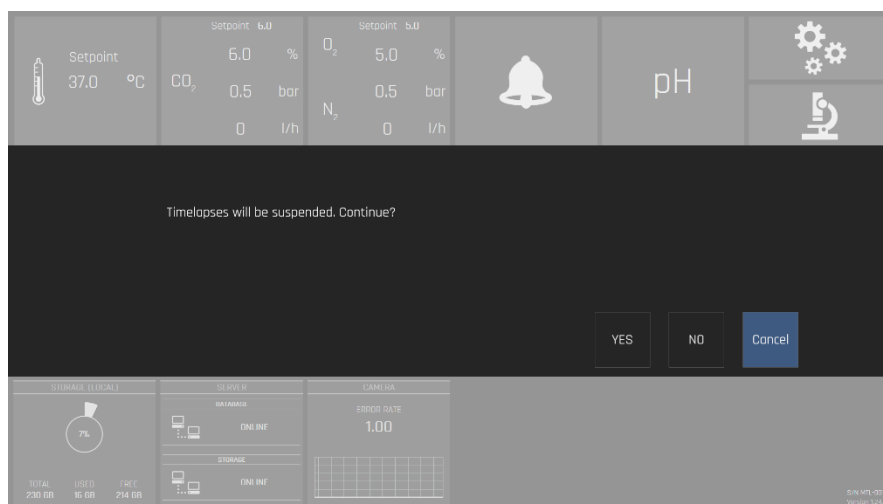 Setpoint
37.0 °C
Setpoint 6.0
CO₂
6.0 %
0.5 bar
0 l/h
Setpoint 5.0
O₂
5.0 %
N₂
0.5 bar
0 l/h
pH
Timelapses will be suspended. Continue?
YES NO Cancel
STORAGE (LOCAL)
7%
TOTAL USED FREE
230 GB 16 GB 214 GB
SERVER
DATABASE
ONLINE
STORAGE
ONLINE
CAMERA
ERROR RATE
1.00